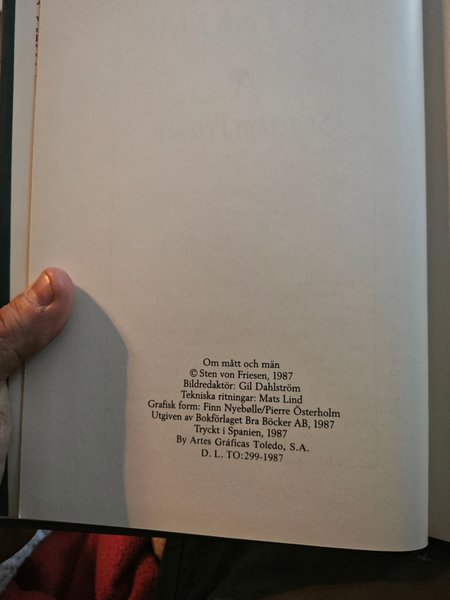 Om mått och män
© Sten von Friesen, 1987
Bildredaktör: Gil Dahlström
Tekniska ritningar: Mats Lind
Grafisk form: Finn Nyebølle/Pierre Österholm
Utgiven av Bokförlaget Bra Böcker AB, 1987
Tryckt i Spanien, 1987
By Artes Gráficas Toledo, S.A.
D. L. TO:299-1987